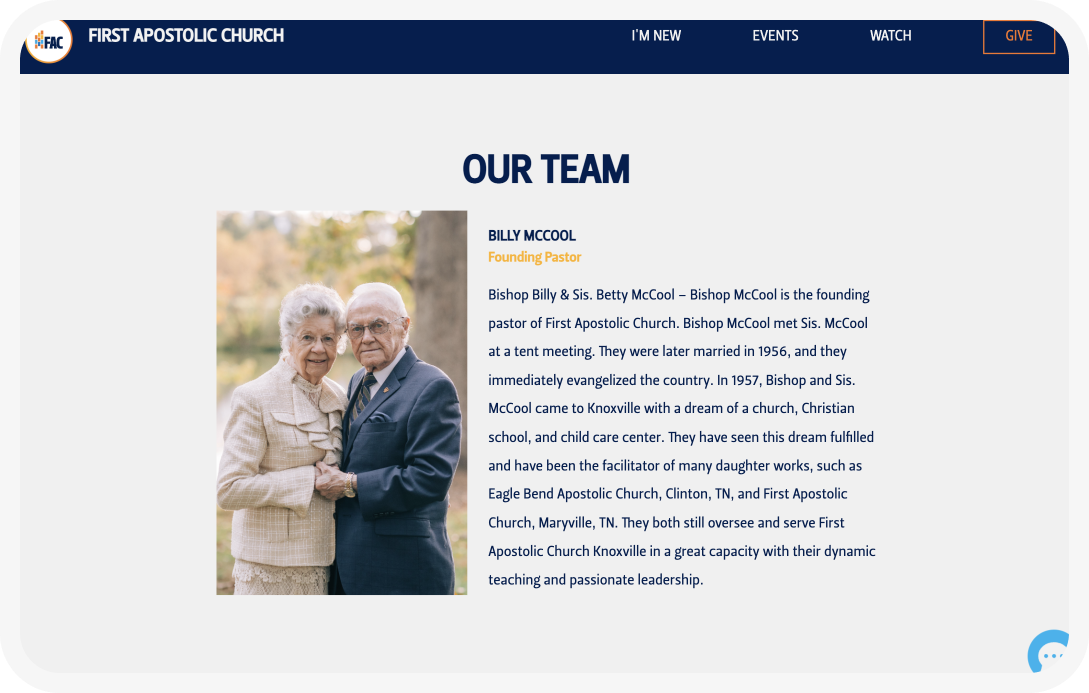 FAC
FIRST APOSTOLIC CHURCH
I'M NEW
EVENTS
WATCH
GIVE
OUR TEAM
BILLY MCCOOL
Founding Pastor
Bishop Billy & Sis. Betty McCool – Bishop McCool is the founding
pastor of First Apostolic Church. Bishop McCool met Sis. McCool
at a tent meeting. They were later married in 1956, and they
immediately evangelized the country. In 1957, Bishop and Sis.
McCool came to Knoxville with a dream of a church, Christian
school, and child care center. They have seen this dream fulfilled
and have been the facilitator of many daughter works, such as
Eagle Bend Apostolic Church, Clinton, TN, and First Apostolic
Church, Maryville, TN. They both still oversee and serve First
Apostolic Church Knoxville in a great capacity with their dynamic
teaching and passionate leadership.